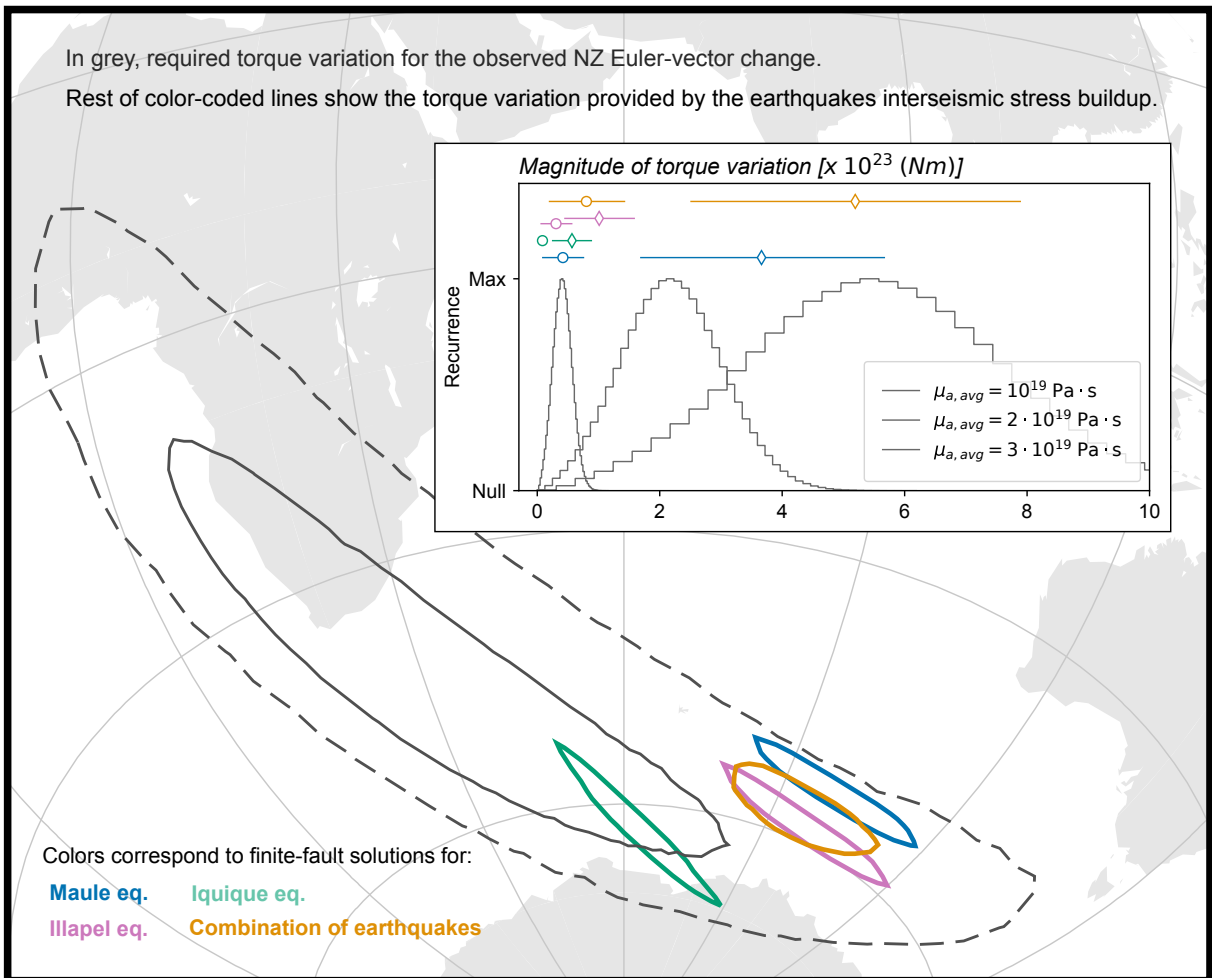 In grey, required torque variation for the observed NZ Euler-vector change.
Rest of color-coded lines show the torque variation provided by the earthquakes interseismic stress buildup.
Magnitude of torque variation [x 10^23 (Nm)]
Max
Recurrence
Null
μ_a,avg = 10^19 Pa·s
μ_a,avg = 2·10^19 Pa·s
μ_a,avg = 3·10^19 Pa·s
0 2 4 6 8 10
Colors correspond to finite-fault solutions for:
Maule eq. Iquique eq.
Illapel eq. Combination of earthquakes